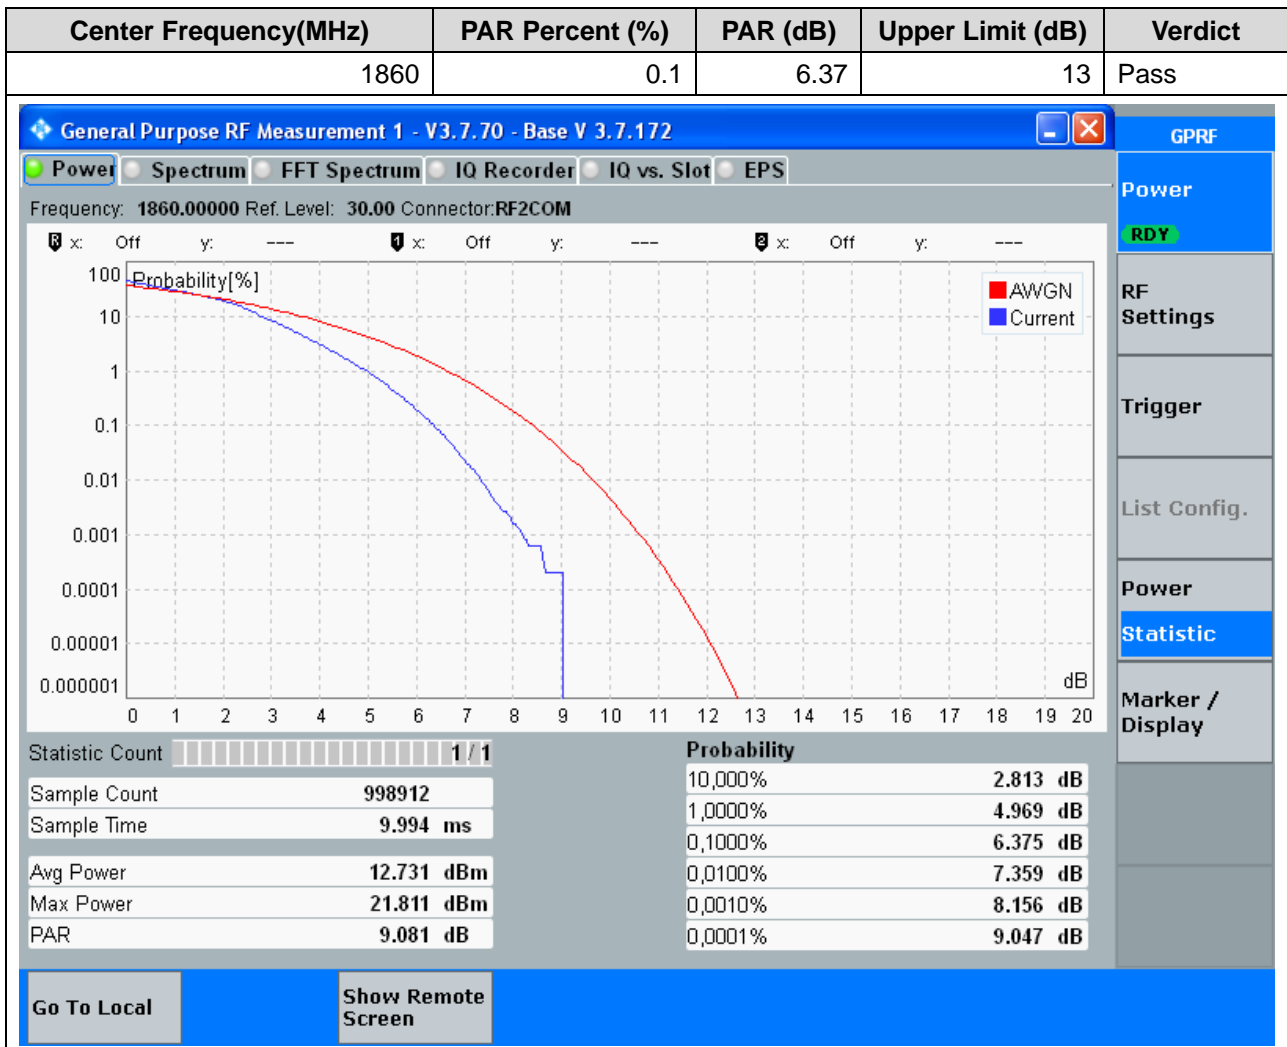 Center Frequency(MHz) PAR Percent (%) PAR (dB) Upper Limit (dB) Verdict
1860 0.1 6.37 13 Pass
General Purpose RF Measurement 1 - V3.7.70 - Base V 3.7.172
GPRF
Power Spectrum FFT Spectrum IQ Recorder IQ vs. Slot EPS
Power
RDY
Frequency: 1860.00000 Ref. Level: 30.00 Connector:RF2COM
R x: Off y: --- 1 x: Off y: --- 2 x: Off y: ---
Probability[%]
100
10
1
0.1
0.01
0.001
0.0001
0.00001
0.000001
AWGN
Current
dB
0 1 2 3 4 5 6 7 8 9 10 11 12 13 14 15 16 17 18 19 20
RF
Settings
Trigger
List Config.
Power
Statistic
Marker /
Display
Statistic Count 1 / 1
Sample Count 998912
Sample Time 9.994 ms
Avg Power 12.731 dBm
Max Power 21.811 dBm
PAR 9.081 dB
Probability
10,000% 2.813 dB
1,0000% 4.969 dB
0,1000% 6.375 dB
0,0100% 7.359 dB
0,0010% 8.156 dB
0,0001% 9.047 dB
Go To Local
Show Remote
Screen